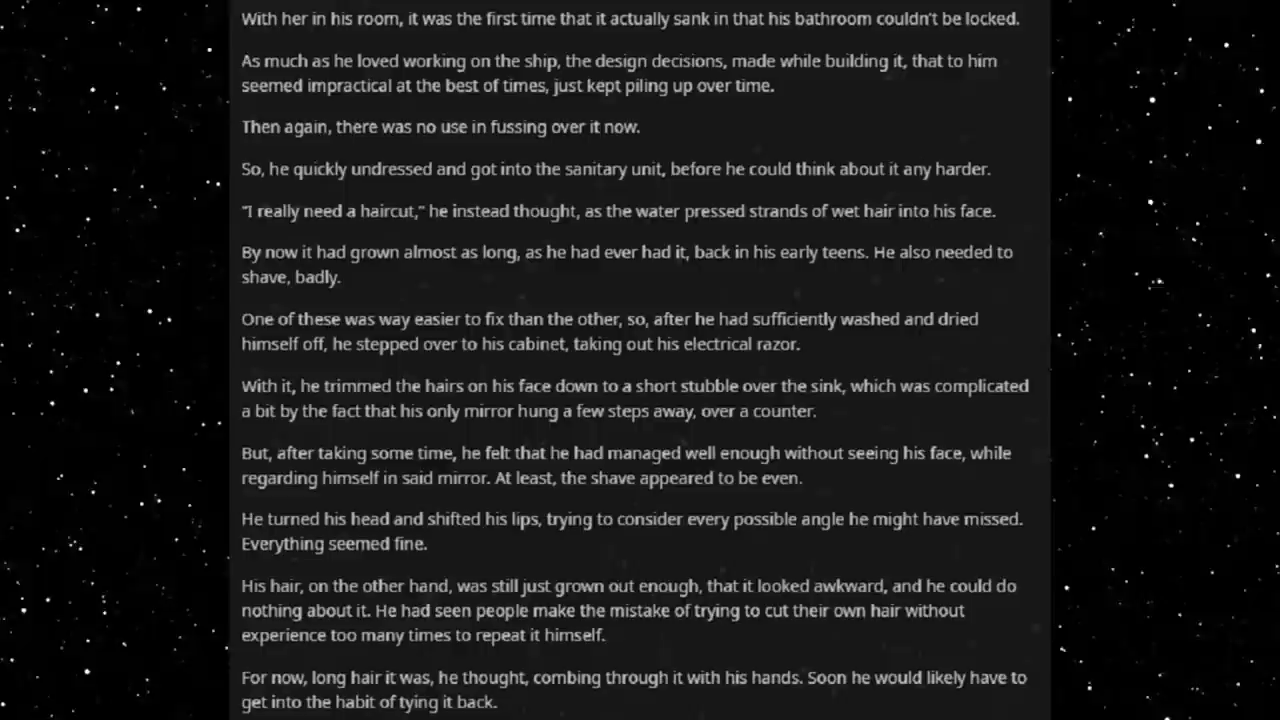 With her in his room, it was the first time that it actually sank in that his bathroom couldn’t be locked.
As much as he loved working on the ship, the design decisions, made while building it, that to him
seemed impractical at the best of times, just kept piling up over time.
Then again, there was no use in fussing over it now.
So, he quickly undressed and got into the sanitary unit, before he could think about it any harder.
“I really need a haircut,” he instead thought, as the water pressed strands of wet hair into his face.
By now it had grown almost as long, as he had ever had it, back in his early teens. He also needed to
shave, badly.
One of these was way easier to fix than the other, so, after he had sufficiently washed and dried
himself off, he stepped over to his cabinet, taking out his electrical razor.
With it, he trimmed the hairs on his face down to a short stubble over the sink, which was complicated
a bit by the fact that his only mirror hung a few steps away, over a counter.
But, after taking some time, he felt that he had managed well enough without seeing his face, while
regarding himself in said mirror. At least, the shave appeared to be even.
He turned his head and shifted his lips, trying to consider every possible angle he might have missed.
Everything seemed fine.
His hair, on the other hand, was still just grown out enough, that it looked awkward, and he could do
nothing about it. He had seen people make the mistake of trying to cut their own hair without
experience too many times to repeat it himself.
For now, long hair it was, he thought, combing through it with his hands. Soon he would likely have to
get into the habit of tying it back.